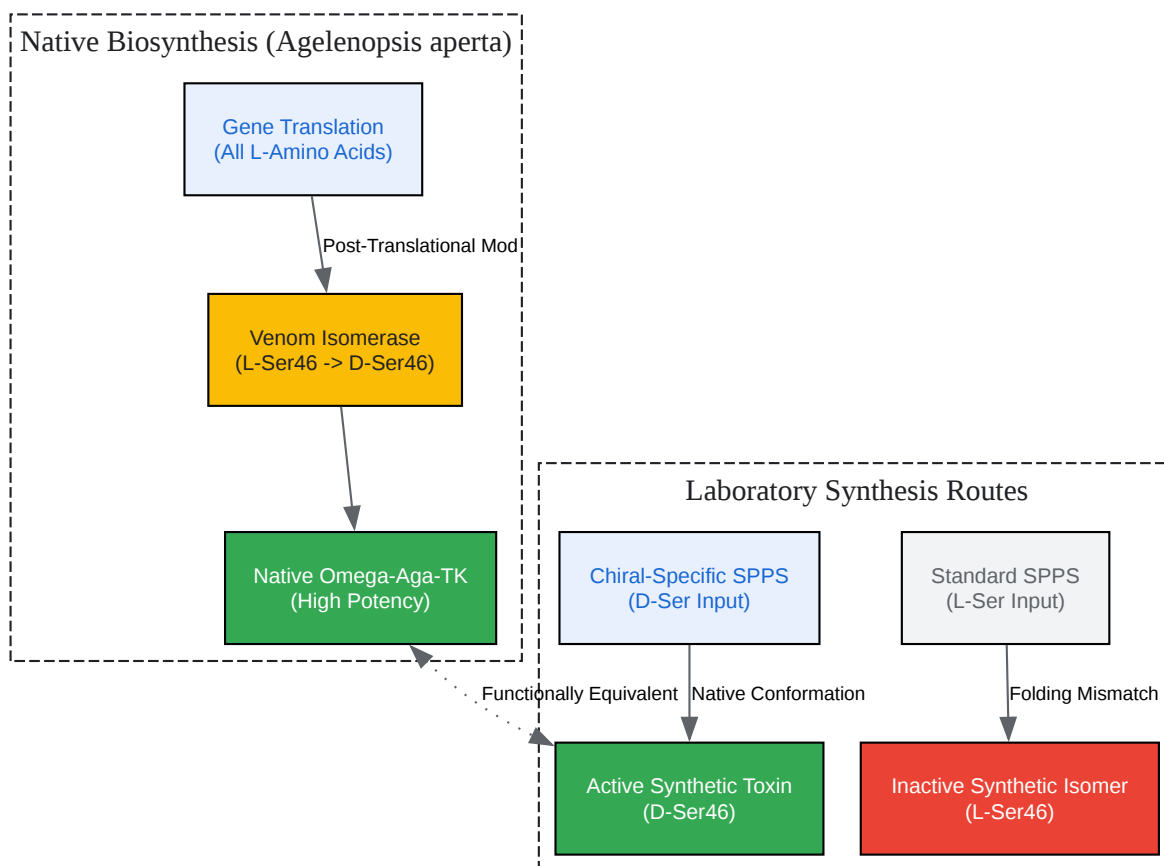 Native Biosynthesis (Agelenopsis aperta)
Gene Translation
(All L-Amino Acids)
Post-Translational Mod
Venom Isomerase
(L-Ser46 -> D-Ser46)
Native Omega-Aga-TK
(High Potency)
Laboratory Synthesis Routes
Chiral-Specific SPPS
(D-Ser Input)
Standard SPPS
(L-Ser Input)
Functionally Equivalent
Native Conformation
Folding Mismatch
Active Synthetic Toxin
(D-Ser46)
Inactive Synthetic Isomer
(L-Ser46)